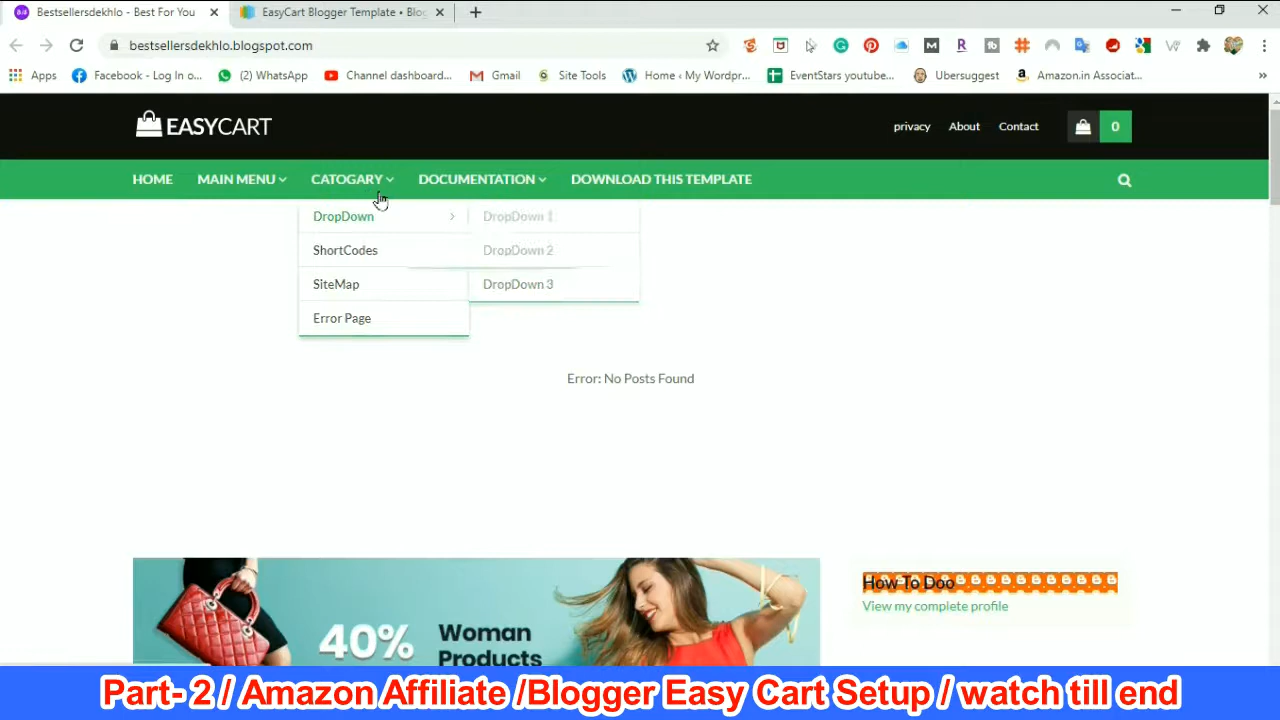 Bestsellersdekhlo - Best For You
EasyCart Blogger Template • Blog
bestsellersdekhlo.blogspot.com
Apps
Facebook - Log In o...
(2) WhatsApp
Channel dashboard...
Gmail
Site Tools
Home ‹ My Wordpr...
EventStars youtube...
Ubersuggest
Amazon.in Associat...
EASYCART
privacy
About
Contact
0
HOME
MAIN MENU
CATOGARY
DOCUMENTATION
DOWNLOAD THIS TEMPLATE
DropDown
DropDown 1
ShortCodes
DropDown 2
SiteMap
DropDown 3
Error Page
Error: No Posts Found
40%
Woman
Products
How To Doo
View my complete profile
Part- 2 / Amazon Affiliate /Blogger Easy Cart Setup / watch till end